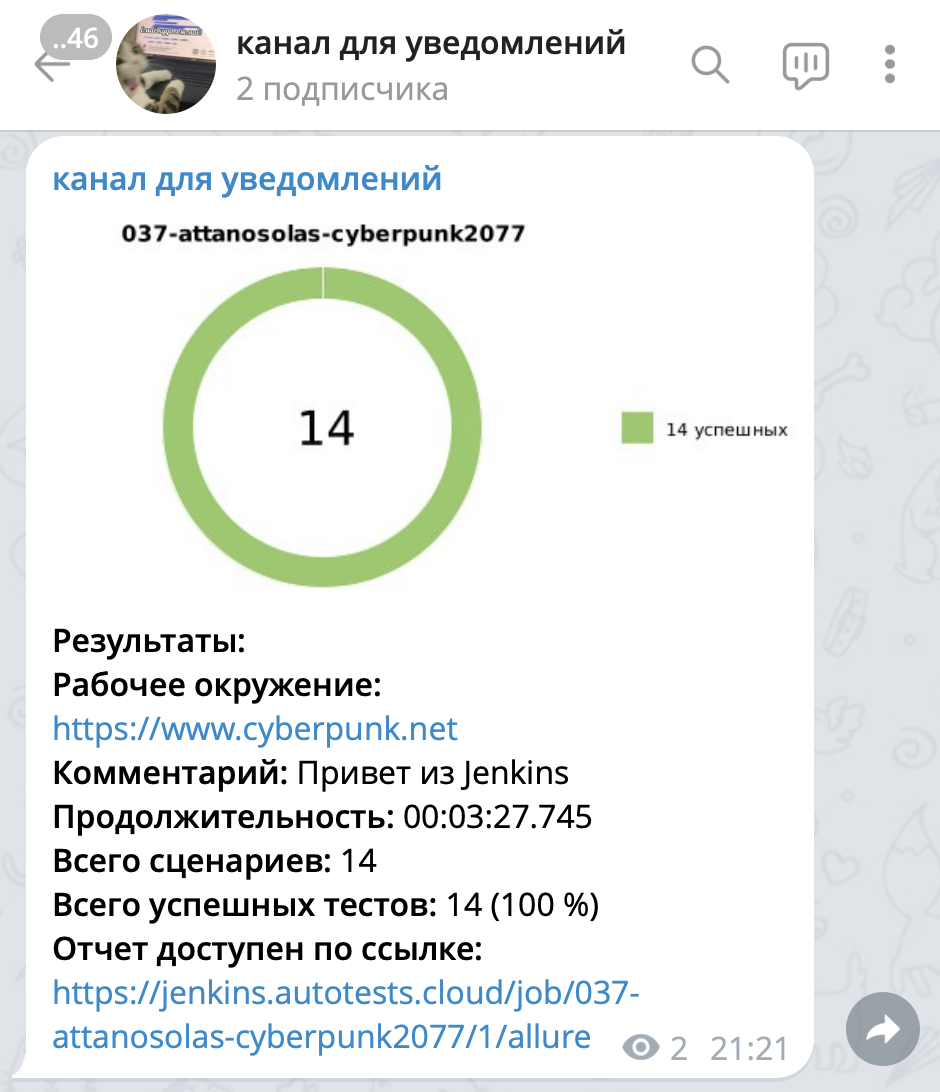 ..46
канал для уведомлений
2 подписчика
канал для уведомлений
037-attanosolas-cyberpunk2077
14
14 успешных
Результаты:
Рабочее окружение:
https://www.cyberpunk.net
Комментарий: Привет из Jenkins
Продолжительность: 00:03:27.745
Всего сценариев: 14
Всего успешных тестов: 14 (100 %)
Отчет доступен по ссылке:
https://jenkins.autotests.cloud/job/037-
attanosolas-cyberpunk2077/1/allure
2 21:21